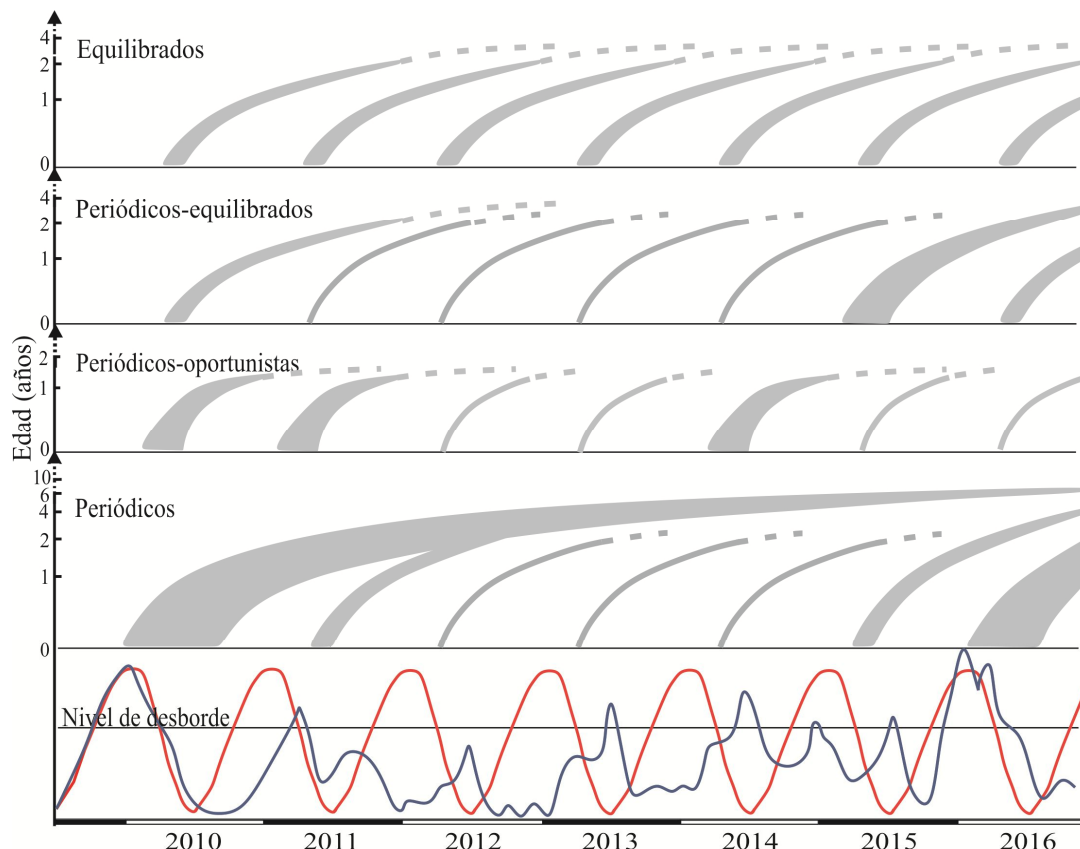 4
Equilibrados
2
1
0
4
Periódicos-equilibrados
2
1
0
Edad (años)
2
Periódicos-oportunistas
1
0
10
6
Periódicos
4
2
1
0
Nivel de desborde
2010 2011 2012 2013 2014 2015 2016